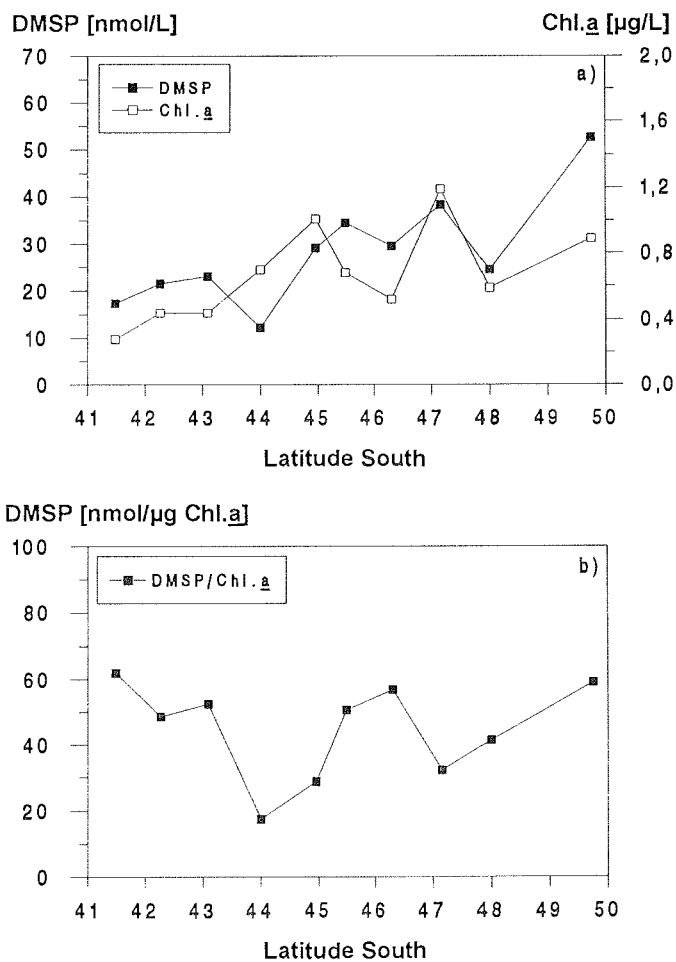 DMSP [nmol/L] Chl.a [µg/L]
70 2,0
a)
DMSP
60
Chl.a
1,6
50
40 1,2
30
0,8
20
0,4
10
0 0,0
41 42 43 44 45 46 47 48 49 50
Latitude South
DMSP [nmol/µg Chl.a]
100
b)
DMSP/Chl.a
80
60
40
20
0
41 42 43 44 45 46 47 48 49 50
Latitude South